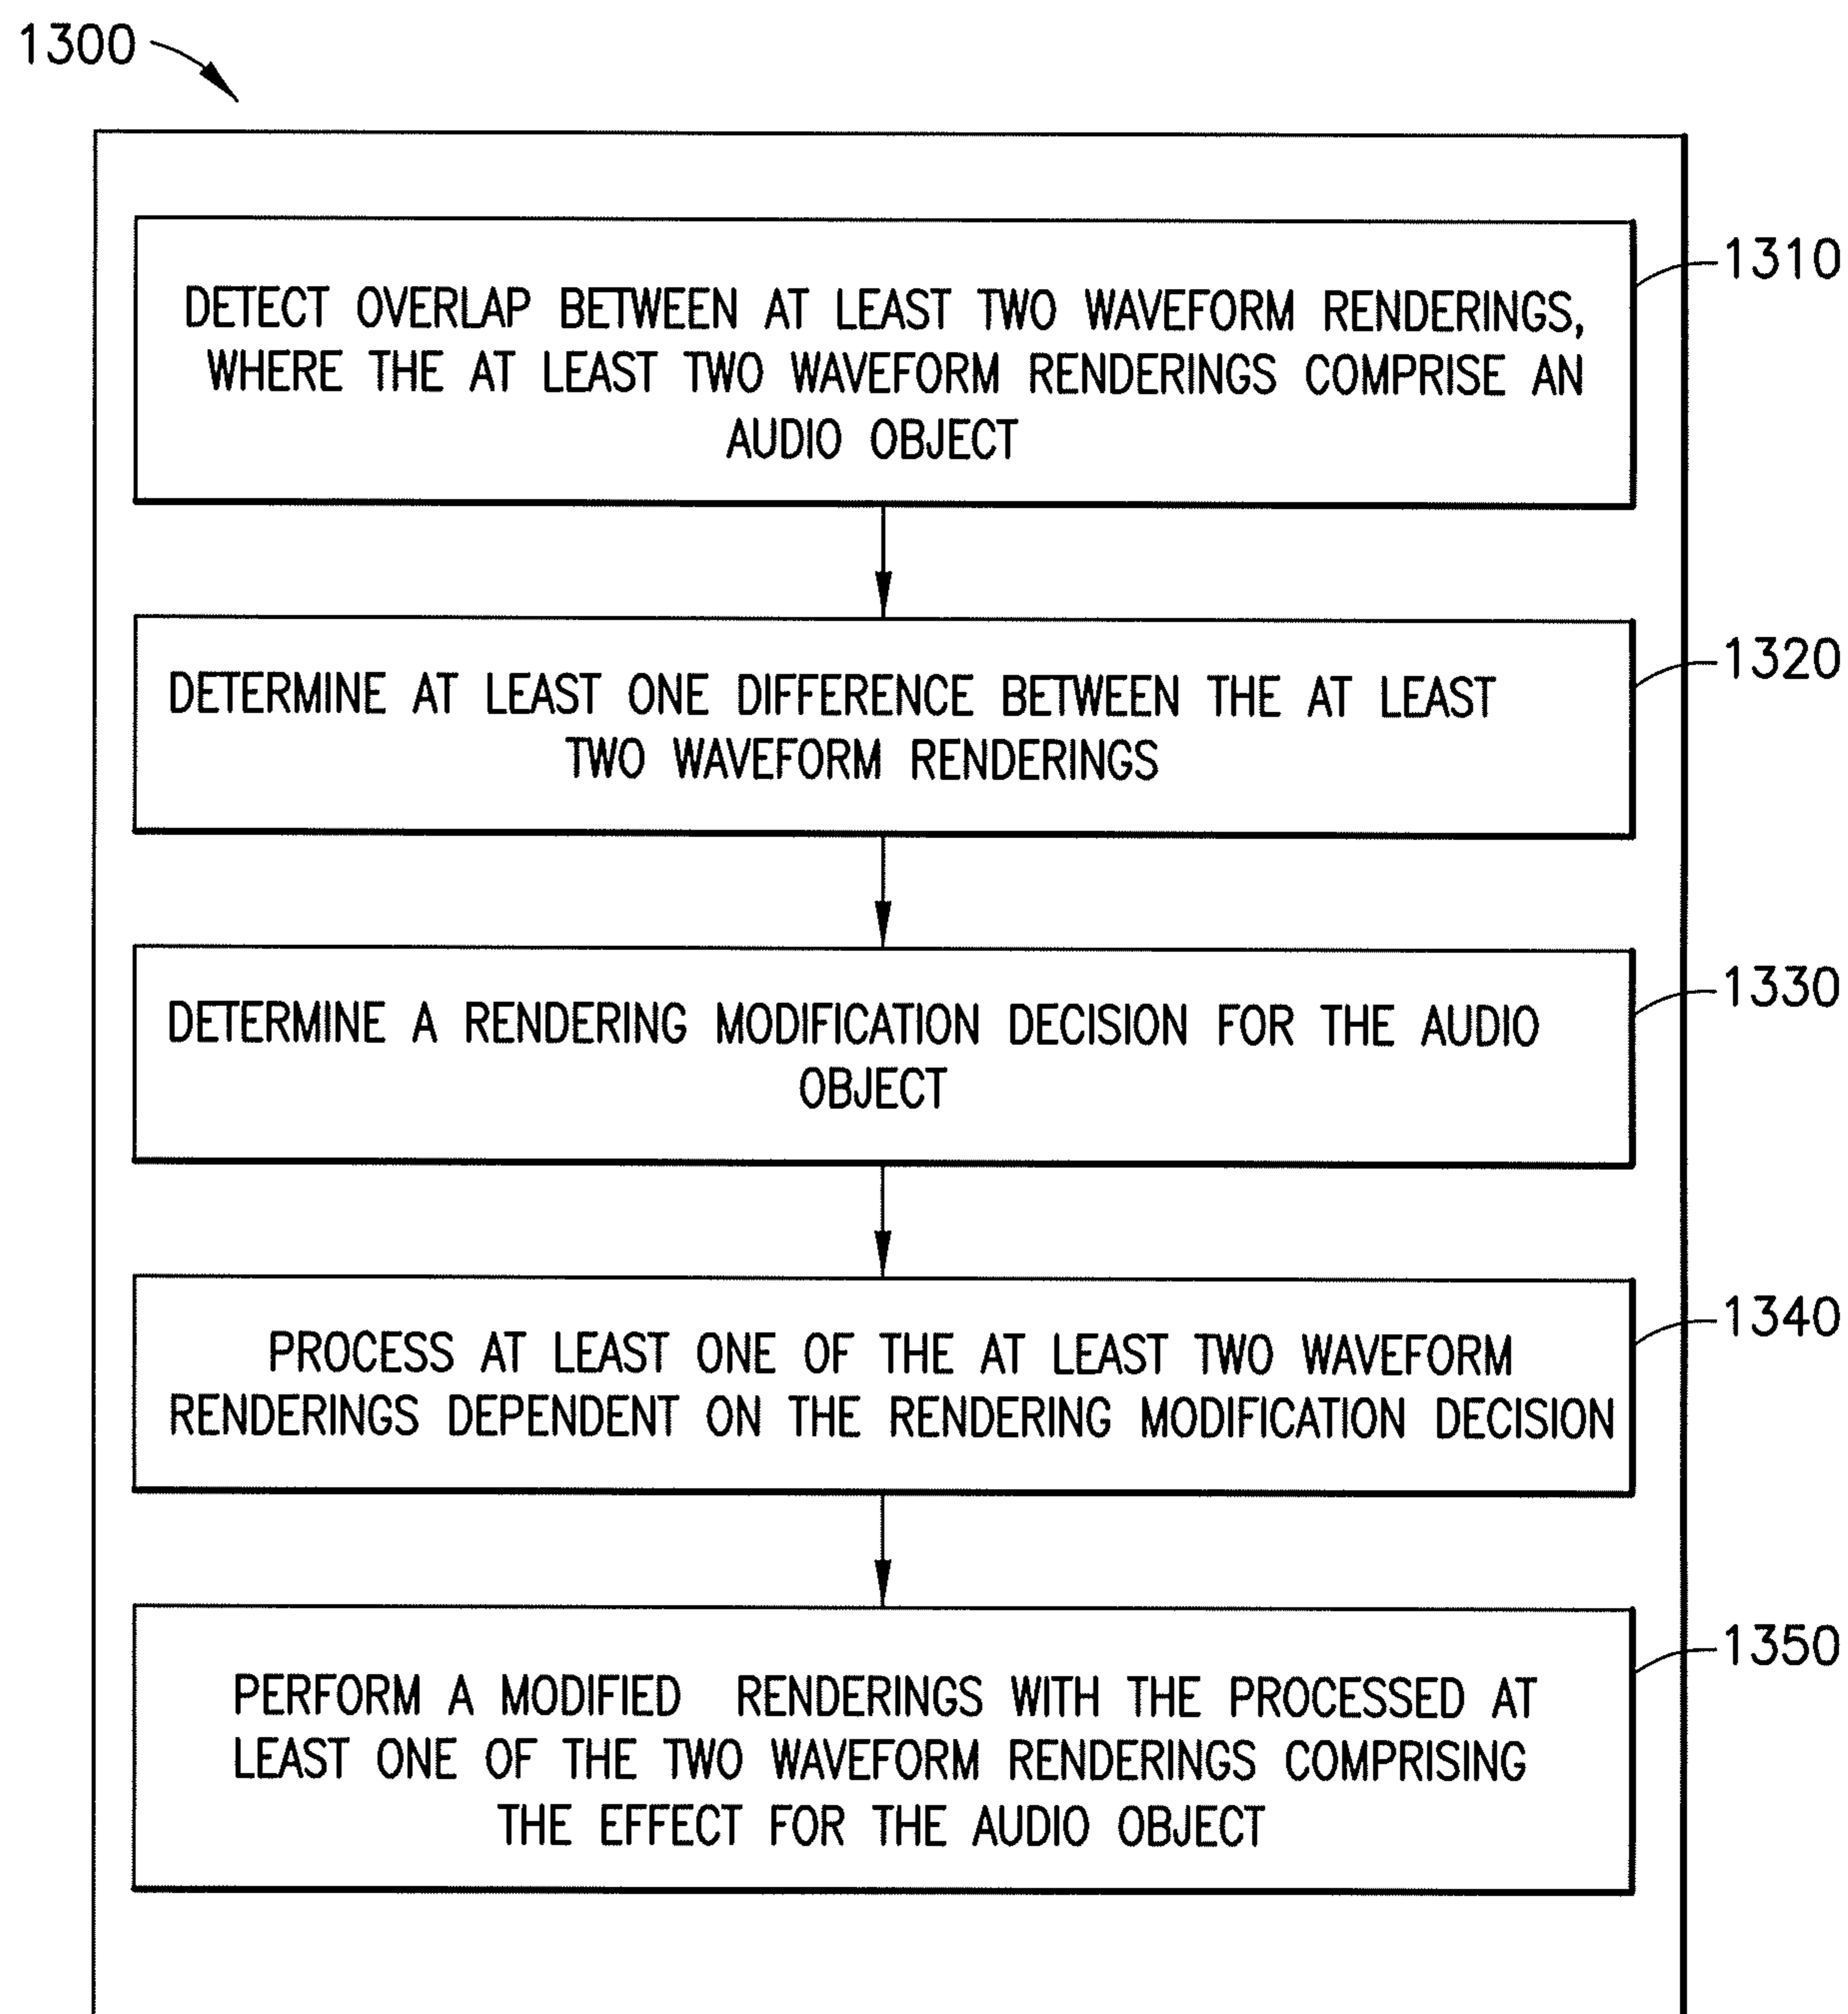 1300
DETECT OVERLAP BETWEEN AT LEAST TWO WAVEFORM RENDERINGS,
WHERE THE AT LEAST TWO WAVEFORM RENDERINGS COMPRISE AN
AUDIO OBJECT
1310
DETERMINE AT LEAST ONE DIFFERENCE BETWEEN THE AT LEAST
TWO WAVEFORM RENDERINGS
1320
DETERMINE A RENDERING MODIFICATION DECISION FOR THE AUDIO
OBJECT
1330
PROCESS AT LEAST ONE OF THE AT LEAST TWO WAVEFORM
RENDERINGS DEPENDENT ON THE RENDERING MODIFICATION DECISION
1340
PERFORM A MODIFIED RENDERINGS WITH THE PROCESSED AT
LEAST ONE OF THE TWO WAVEFORM RENDERINGS COMPRISING
THE EFFECT FOR THE AUDIO OBJECT
1350